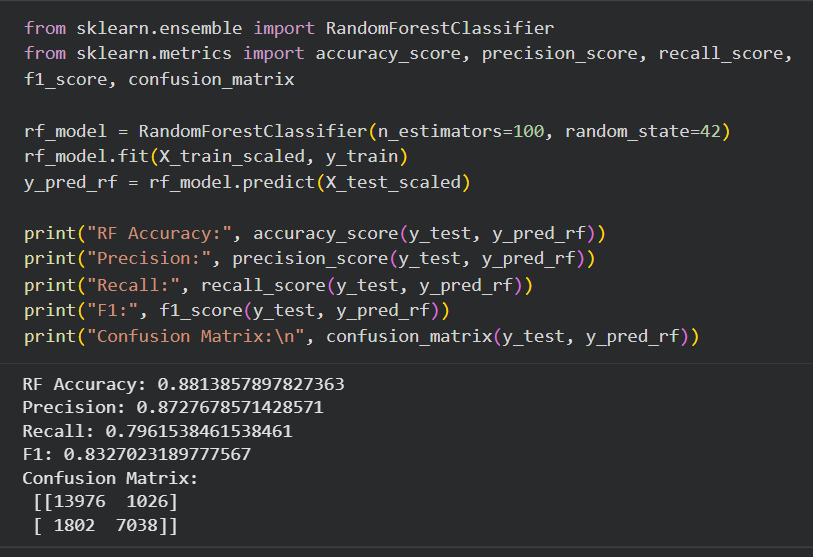 from sklearn.ensemble import RandomForestClassifier
from sklearn.metrics import accuracy_score, precision_score, recall_score,
f1_score, confusion_matrix

rf_model = RandomForestClassifier(n_estimators=100, random_state=42)
rf_model.fit(X_train_scaled, y_train)
y_pred_rf = rf_model.predict(X_test_scaled)

print("RF Accuracy:", accuracy_score(y_test, y_pred_rf))
print("Precision:", precision_score(y_test, y_pred_rf))
print("Recall:", recall_score(y_test, y_pred_rf))
print("F1:", f1_score(y_test, y_pred_rf))
print("Confusion Matrix:\n", confusion_matrix(y_test, y_pred_rf))

RF Accuracy: 0.8813857897827363
Precision: 0.8727678571428571
Recall: 0.7961538461538461
F1: 0.8327023189777567
Confusion Matrix:
 [[13976  1026]
 [ 1802  7038]]